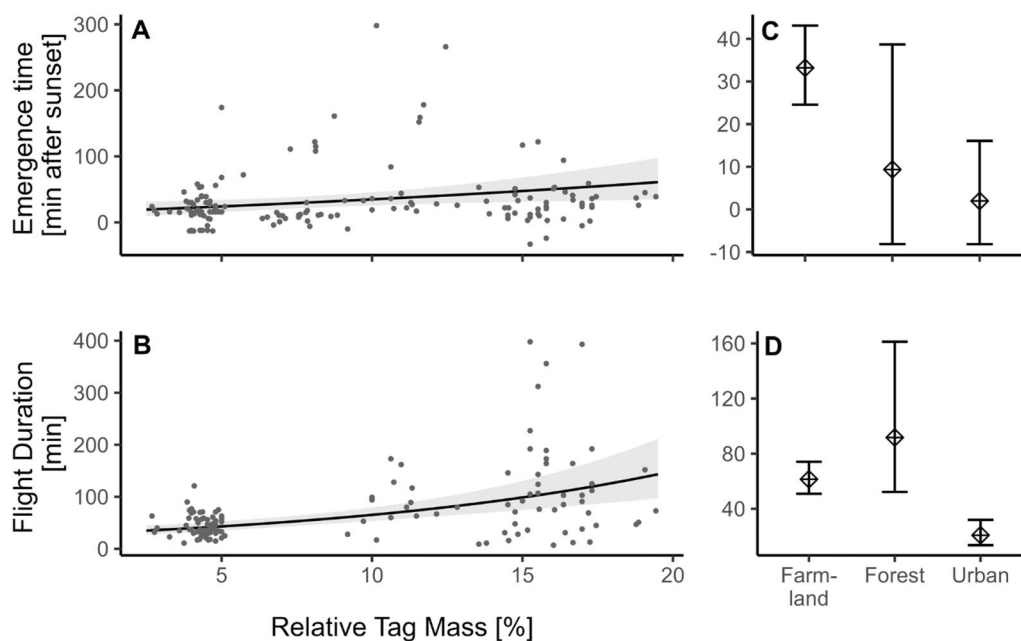 A
Emergence time
[min after sunset]
300
200
100
0
C
40
30
20
10
0
-10
B
Flight Duration
[min]
400
300
200
100
0
5
10
15
20
Relative Tag Mass [%]
D
160
120
80
40
Farm-
land
Forest
Urban